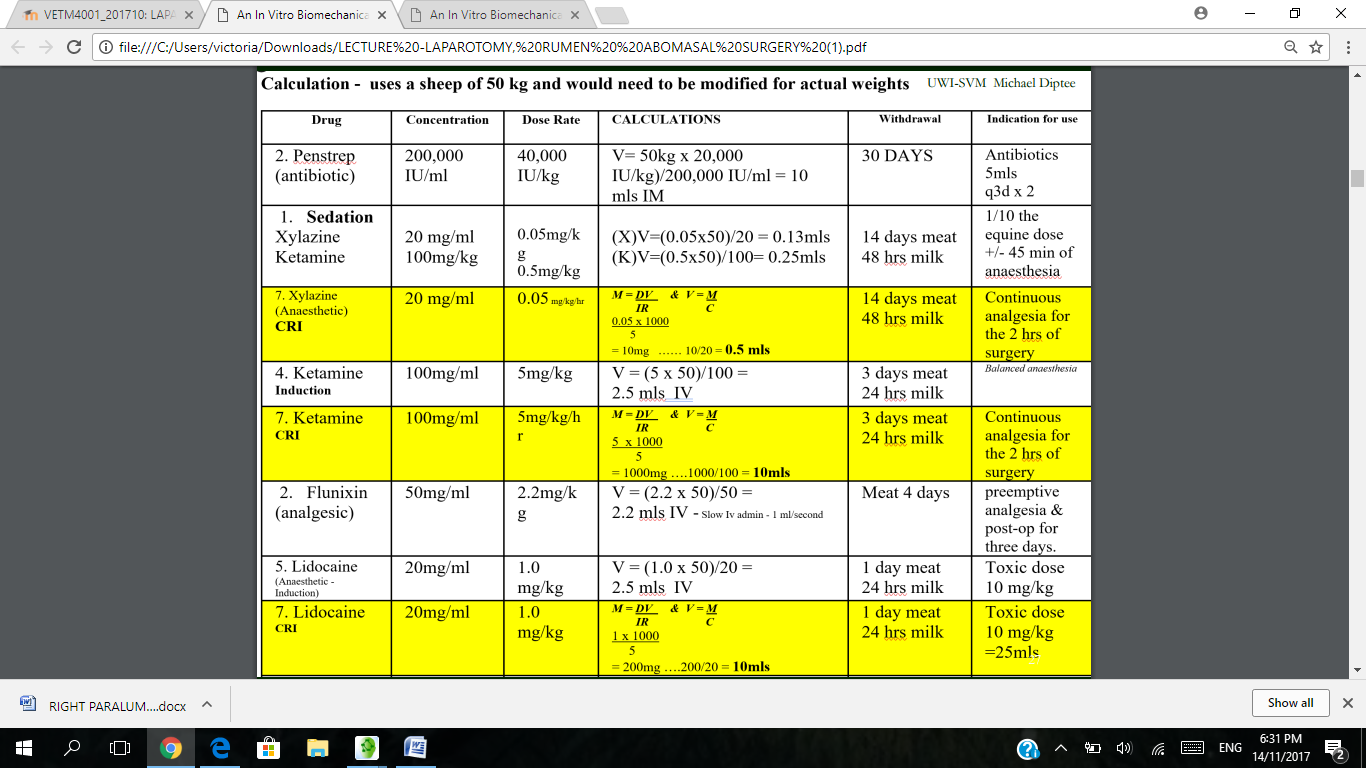 VETM4001_201710: LAPA
An In Vitro Biomechanica
An In Vitro Biomechanica
file:///C:/Users/victoria/Downloads/LECTURE%20-LAPAROTOMY,%20RUMEN%20%20ABOMASAL%20SURGERY%20(1).pdf
Calculation - uses a sheep of 50 kg and would need to be modified for actual weights UWI-SVM Michael Diptee
Drug Concentration Dose Rate CALCULATIONS Withdrawal Indication for use
2. Penstrep
(antibiotic)
200,000
IU/ml
40,000
IU/kg
V= 50kg x 20,000
IU/kg)/200,000 IU/ml = 10
mls IM
30 DAYS
Antibiotics
5mls
q3d x 2
1. Sedation
Xylazine
Ketamine
20 mg/ml
100mg/kg
0.05mg/k
g
0.5mg/kg
(X)V=(0.05x50)/20 = 0.13mls
(K)V=(0.5x50)/100= 0.25mls
14 days meat
48 hrs milk
1/10 the
equine dose
+/- 45 min of
anaesthesia
7. Xylazine
(Anaesthetic)
CRI
20 mg/ml
0.05 mg/kg/hr
M = DV & V = M
IR C
0.05 x 1000
5
= 10mg ...... 10/20 = 0.5 mls
14 days meat
48 hrs milk
Continuous
analgesia for
the 2 hrs of
surgery
4. Ketamine
Induction
100mg/ml
5mg/kg
V = (5 x 50)/100 =
2.5 mls IV
3 days meat
24 hrs milk
Balanced anaesthesia
7. Ketamine
CRI
100mg/ml
5mg/kg/h
r
M = DV & V = M
IR C
5 x 1000
5
= 1000mg ....1000/100 = 10mls
3 days meat
24 hrs milk
Continuous
analgesia for
the 2 hrs of
surgery
2. Flunixin
(analgesic)
50mg/ml
2.2mg/k
g
V = (2.2 x 50)/50 =
2.2 mls IV - Slow Iv admin - 1 ml/second
Meat 4 days
preemptive
analgesia &
post-op for
three days.
5. Lidocaine
(Anaesthetic -
Induction)
20mg/ml
1.0
mg/kg
V = (1.0 x 50)/20 =
2.5 mls IV
1 day meat
24 hrs milk
Toxic dose
10 mg/kg
7. Lidocaine
CRI
20mg/ml
1.0
mg/kg
M = DV & V = M
IR C
1 x 1000
5
= 200mg ....200/20 = 10mls
1 day meat
24 hrs milk
Toxic dose
10 mg/kg
=25mls
RIGHT PARALUM....docx
Show all
ENG
6:31 PM
14/11/2017
2